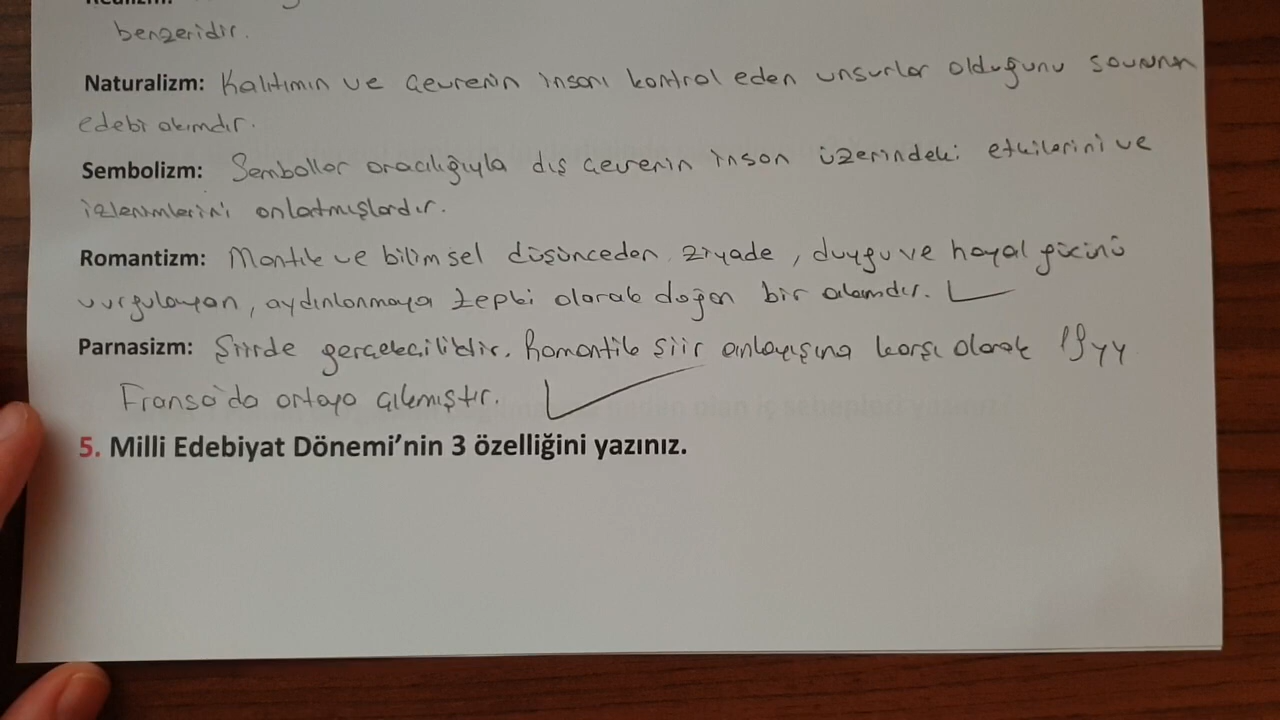 Realizm:
benzeridir.
Naturalizm: Kalıtımın ve çevrenin insanı kontrol eden unsurlar olduğunu savunan
edebi akımdır.
Sembolizm: Semboller aracılığıyla dış çevrenin insan üzerindeki etkilerini ve
izlenimlerini anlatmışlardır.
Romantizm: Mantık ve bilimsel düşünceden ziyade, duygu ve hayal gücünü
vurgulayan, aydınlanmaya tepki olarak doğan bir akımdır.
Parnasizm: Şiirde gerçekçiliktir. Romantik şiir anlayışına karşı olarak 19 yy
Fransa'da ortaya çıkmıştır.
5. Milli Edebiyat Dönemi'nin 3 özelliğini yazınız.